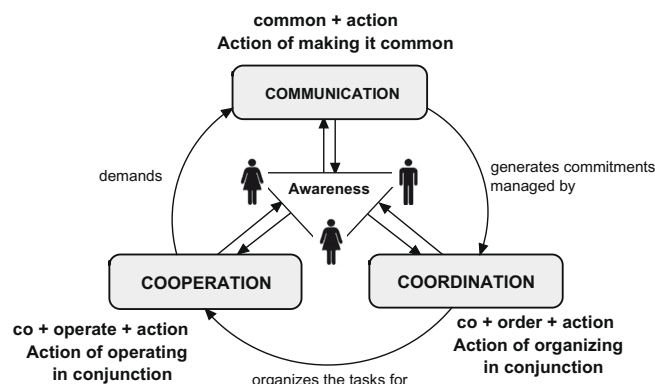 common + action
Action of making it common
COMMUNICATION
demands
generates commitments
managed by
Awareness
COOPERATION
COORDINATION
co + operate + action
Action of operating
in conjunction
co + order + action
Action of organizing
in conjunction
organizes the tasks for